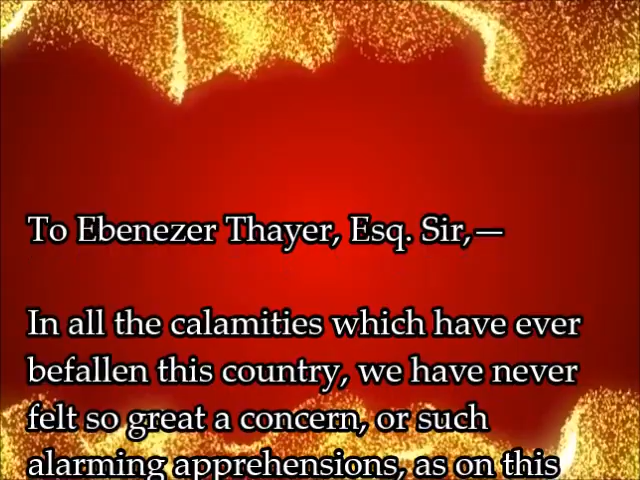 To Ebenezer Thayer, Esq. Sir,—
In all the calamities which have ever
befallen this country, we have never
felt so great a concern, or such
alarming apprehensions, as on this